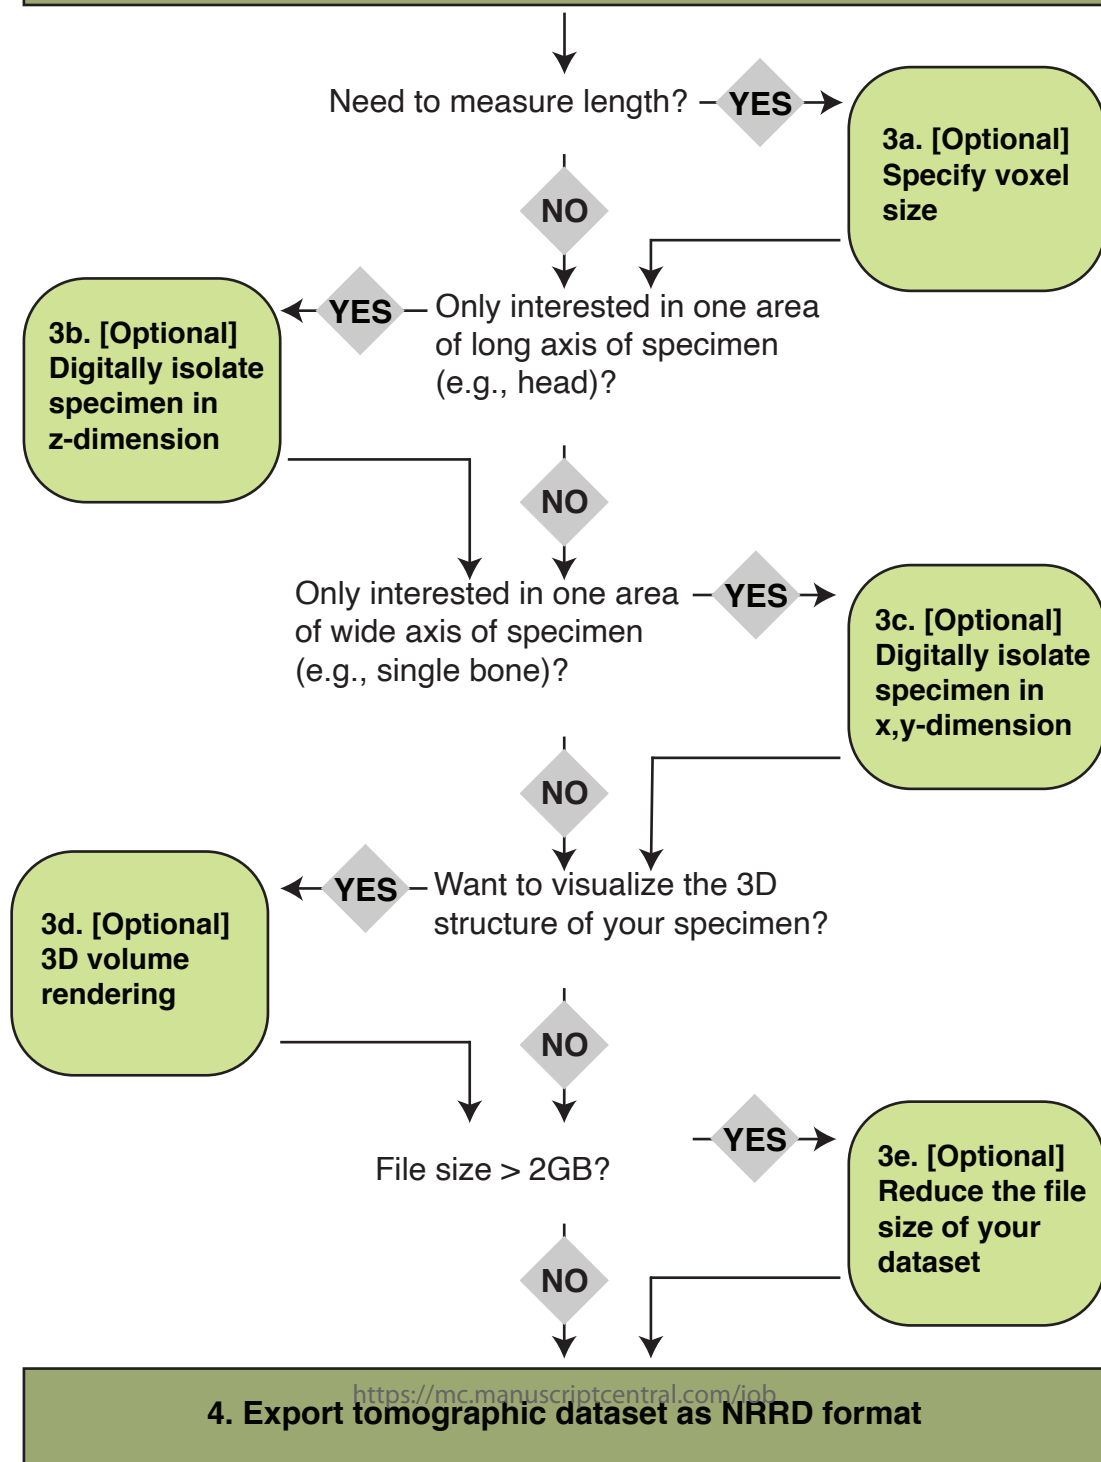 Need to measure length?
YES
3a. [Optional]
Specify voxel
size
NO
Only interested in one area
of long axis of specimen
(e.g., head)?
YES
3b. [Optional]
Digitally isolate
specimen in
z-dimension
NO
Only interested in one area
of wide axis of specimen
(e.g., single bone)?
YES
3c. [Optional]
Digitally isolate
specimen in
x,y-dimension
NO
Want to visualize the 3D
structure of your specimen?
YES
3d. [Optional]
3D volume
rendering
NO
File size > 2GB?
YES
3e. [Optional]
Reduce the file
size of your
dataset
NO
https://mc.manuscriptcentral.com/iob
4. Export tomographic dataset as NRRD format